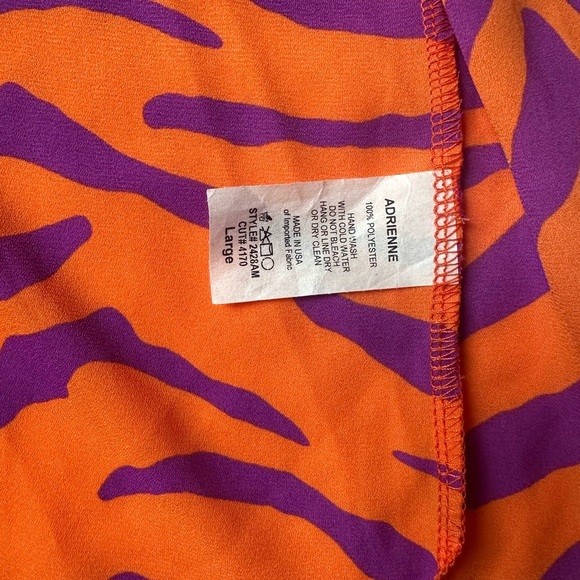 ADRIENNE
100% POLYESTER
HAND WASH
WITH COLD WATER
DO NOT BLEACH
HANG OR LINE DRY
OR DRY CLEAN
MADE IN USA
of Imported Fabric
STYLE# 2428AM
CUT# 4170
Large